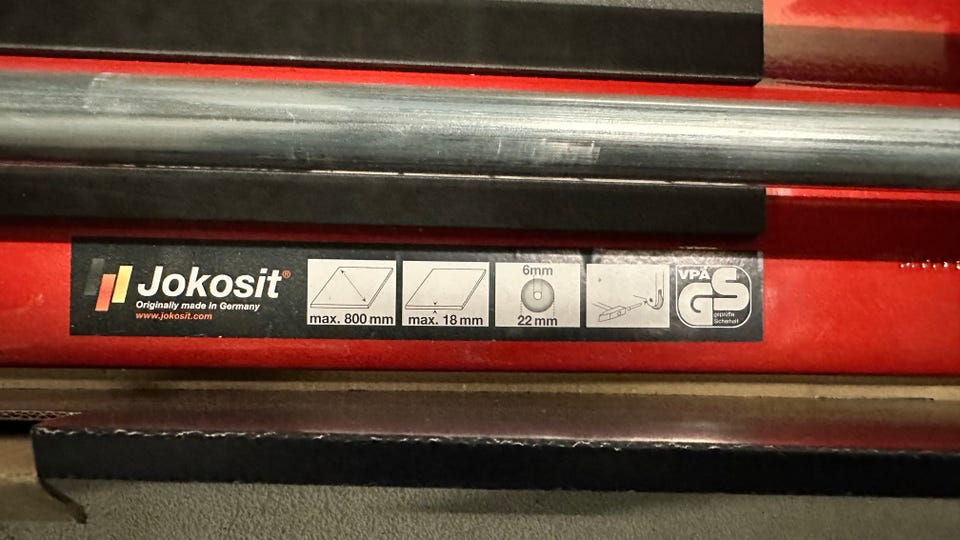 Jokosit®
Originally made in Germany
www.jokosit.com
max. 800 mm
max. 18 mm
6mm
22 mm
VPA
GS
geprüfte
Sicherheit